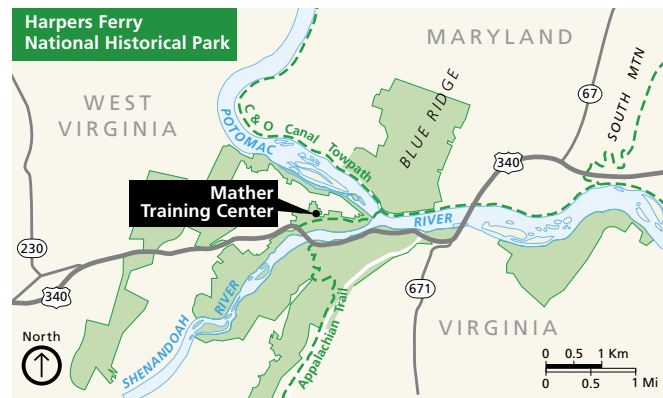 Harpers Ferry
National Historical Park
MARYLAND
WEST
VIRGINIA
C & O Canal Towpath
POTOMAC
BLUE RIDGE
67
SOUTH MTN
340
Mather
Training Center
RIVER
230
340
671
SHENANDOAH
RIVER
Appalachian Trail
VIRGINIA
North
0 0.5 1 Km
0 0.5 1 Mi